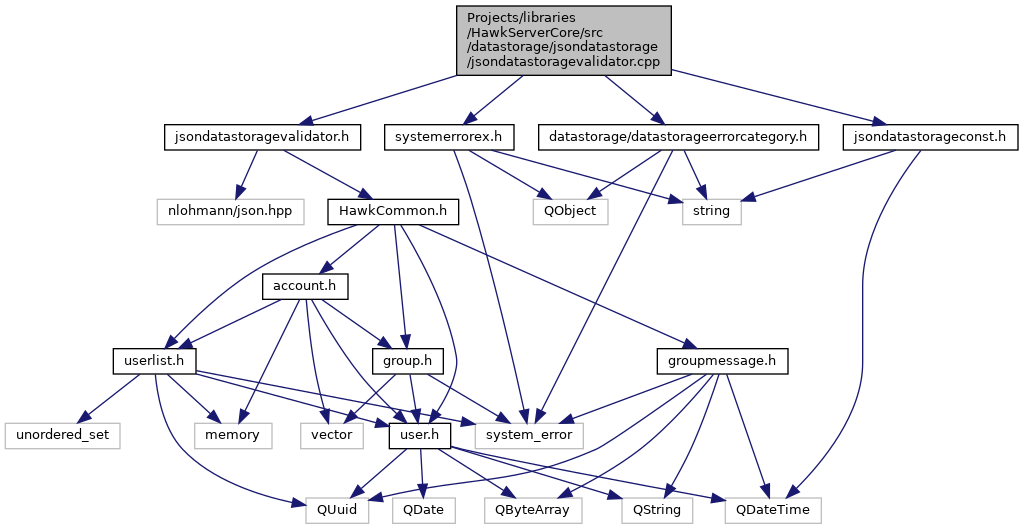 Projects/libraries
/HawkServerCore/src
/datastorage/jsondatastorage
/jsondatastoragevalidator.cpp
jsondatastoragevalidator.h
systemerrorex.h
datastorage/datastorageerrorcategory.h
jsondatastorageconst.h
nlohmann/json.hpp
HawkCommon.h
QObject
string
account.h
userlist.h
group.h
groupmessage.h
unordered_set
memory
vector
user.h
system_error
QUuid
QDate
QByteArray
QString
QDateTime